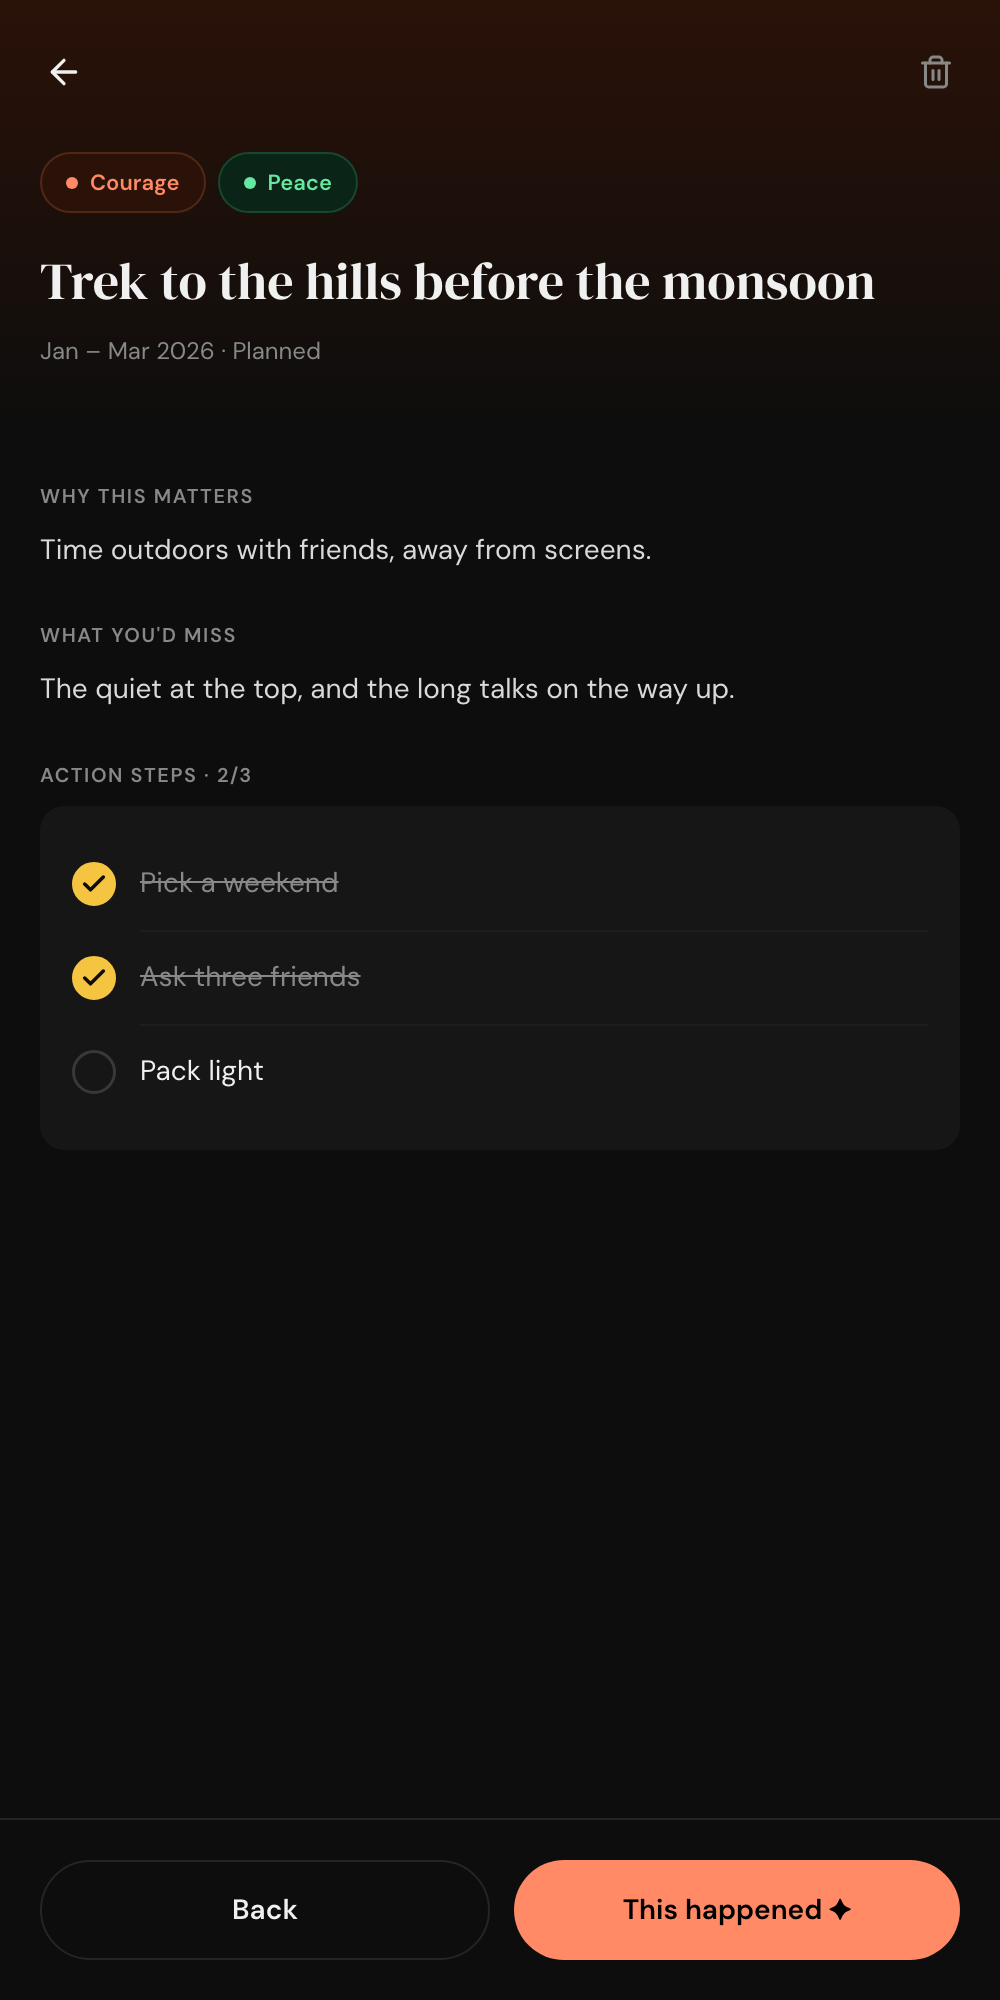 Courage
Peace
Trek to the hills before the monsoon
Jan – Mar 2026 · Planned
WHY THIS MATTERS
Time outdoors with friends, away from screens.
WHAT YOU'D MISS
The quiet at the top, and the long talks on the way up.
ACTION STEPS · 2/3
Pick a weekend
Ask three friends
Pack light
Back
This happened ✦